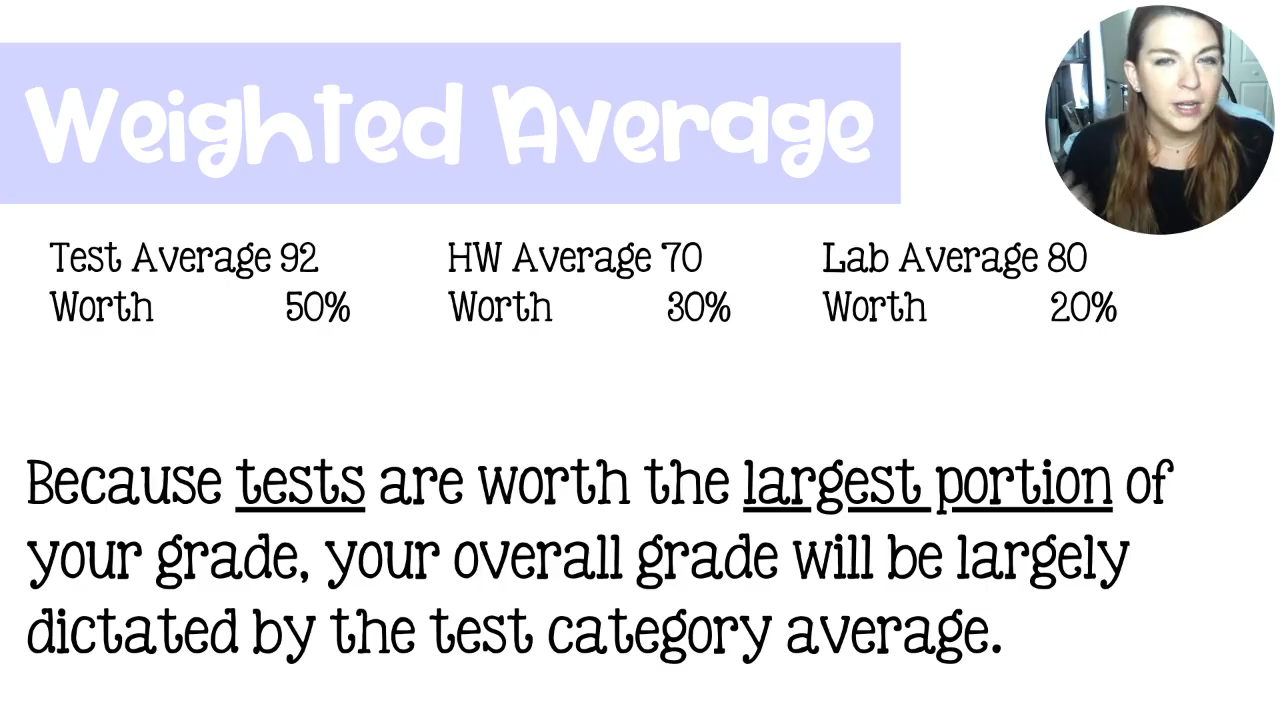 Weighted Average
Test Average 92
Worth 50%
HW Average 70
Worth 30%
Lab Average 80
Worth 20%
Because tests are worth the largest portion of
your grade, your overall grade will be largely
dictated by the test category average.